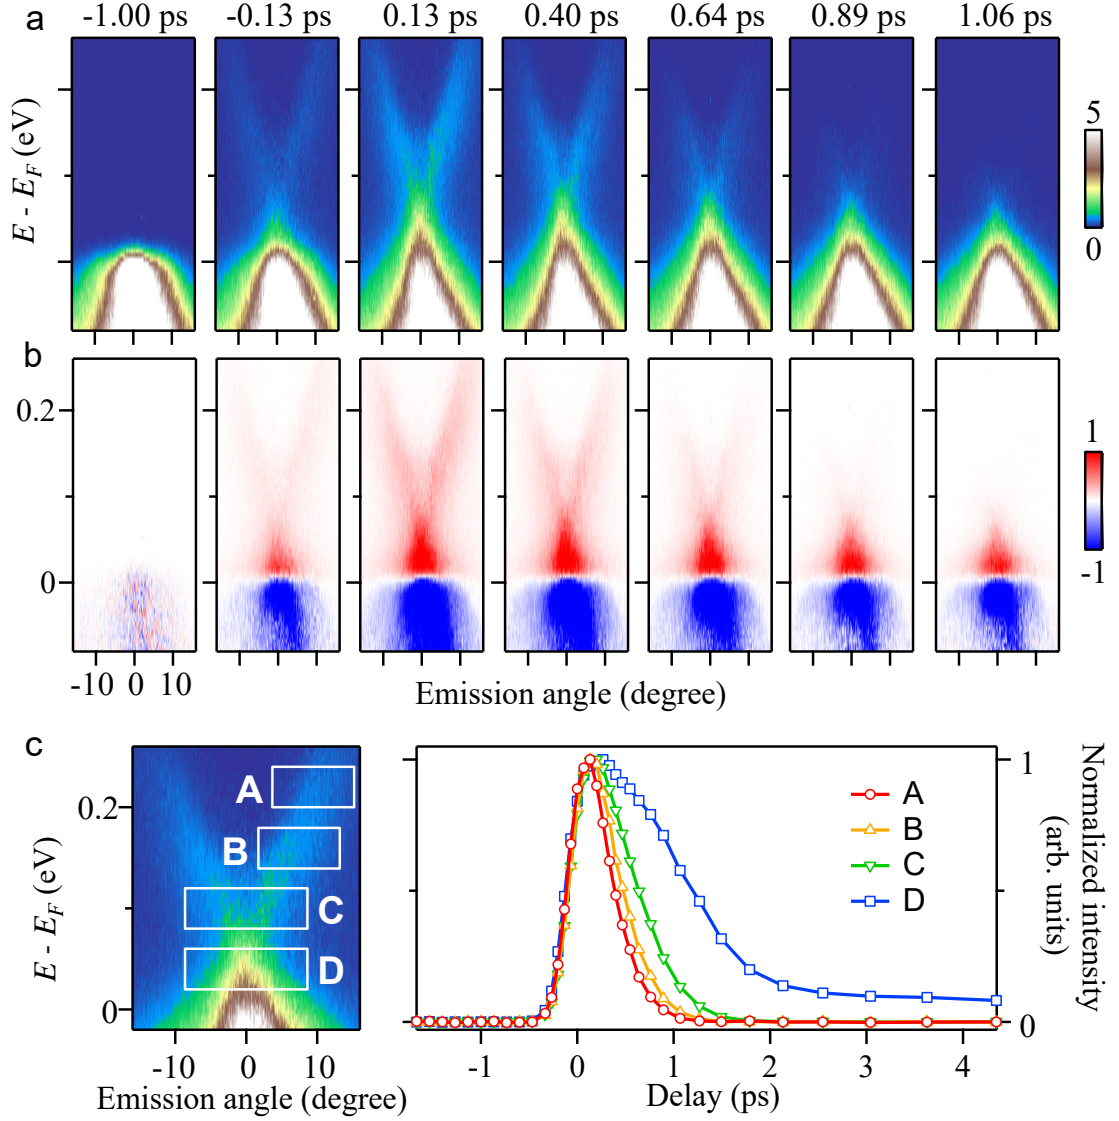 a
-1.00 ps -0.13 ps 0.13 ps 0.40 ps 0.64 ps 0.89 ps 1.06 ps
E - E_F (eV)
5
0
b
0.2
0
1
-1
-10 0 10
Emission angle (degree)
c
E - E_F (eV)
0.2
0
A
B
C
D
-10 0 10
Emission angle (degree)
A
B
C
D
1
0
Normalized intensity
(arb. units)
-1 0 1 2 3 4
Delay (ps)